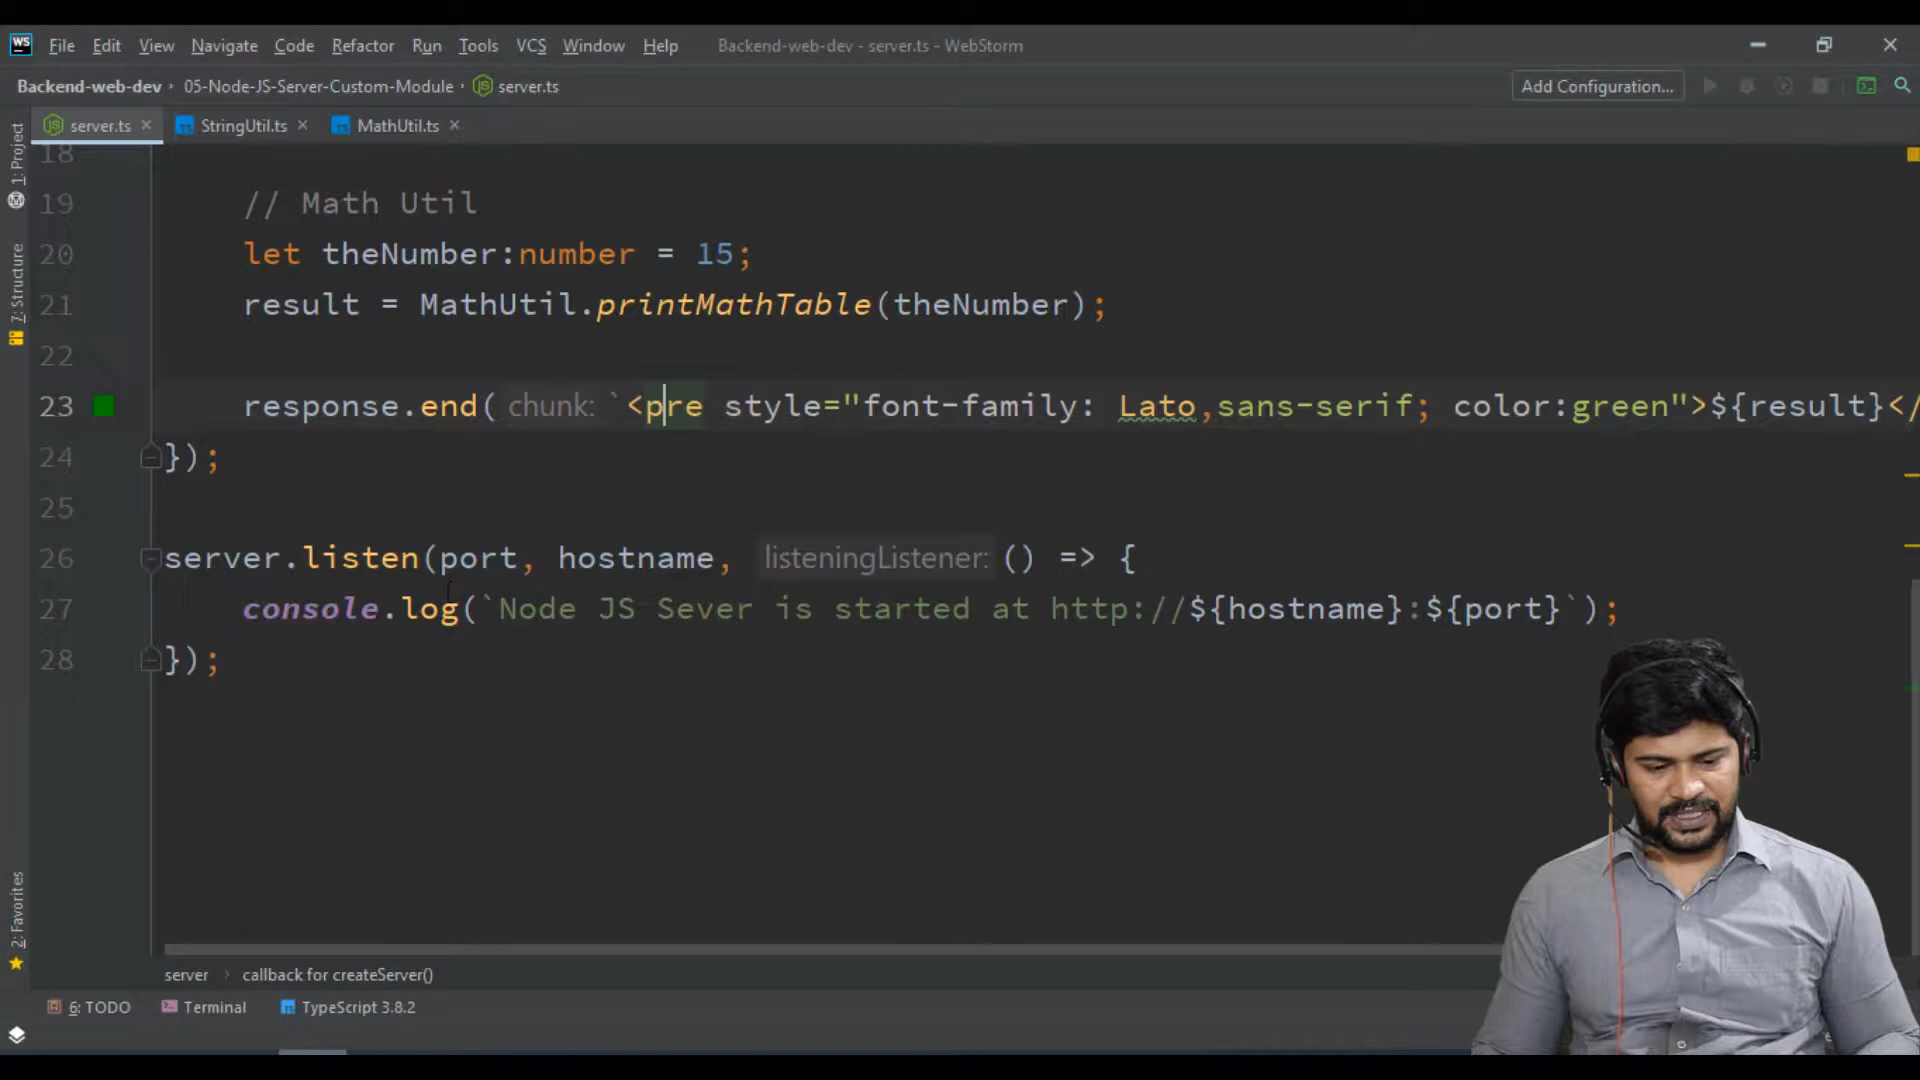 WS File Edit View Navigate Code Refactor Run Tools VCS Window Help Backend-web-dev - server.ts - WebStorm
Backend-web-dev 05-Node-JS-Server-Custom-Module server.ts Add Configuration...
server.ts StringUtil.ts MathUtil.ts
1: Project
7: Structure
2: Favorites
18
19 // Math Util
20 let theNumber:number = 15;
21 result = MathUtil.printMathTable(theNumber);
22
23 response.end( chunk: `<pre style="font-family: Lato,sans-serif; color:green">${result}</
24 });
25
26 server.listen(port, hostname, listeningListener: () => {
27 console.log(`Node JS Sever is started at http://${hostname}:${port}`);
28 });
server callback for createServer()
6: TODO Terminal TypeScript 3.8.2